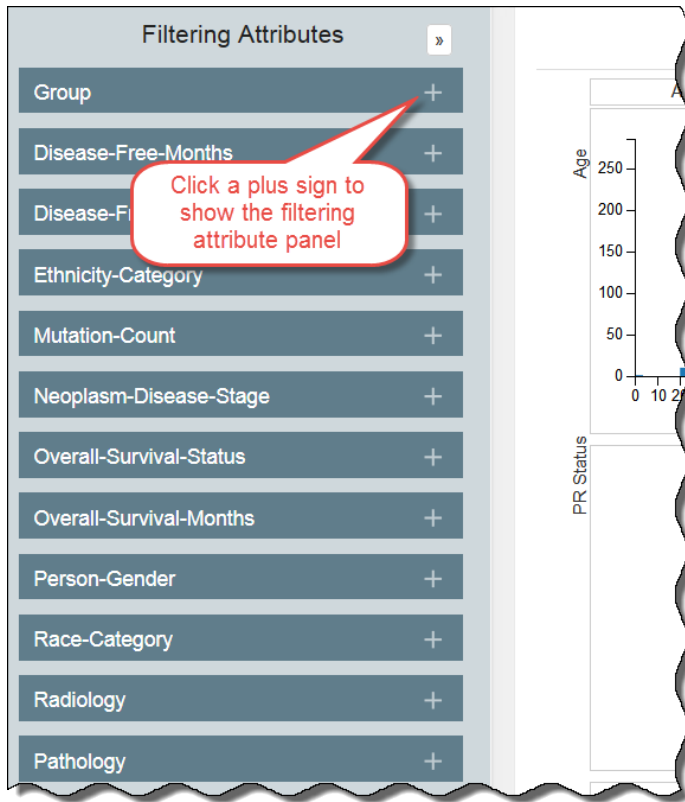 Filtering Attributes
»
Group
Disease-Free-Months
Click a plus sign to
show the filtering
attribute panel
Ethnicity-Category
Mutation-Count
Neoplasm-Disease-Stage
Overall-Survival-Status
Overall-Survival-Months
Person-Gender
Race-Category
Radiology
Pathology
Age
250
200
150
100
50
0
0 10
PR Status